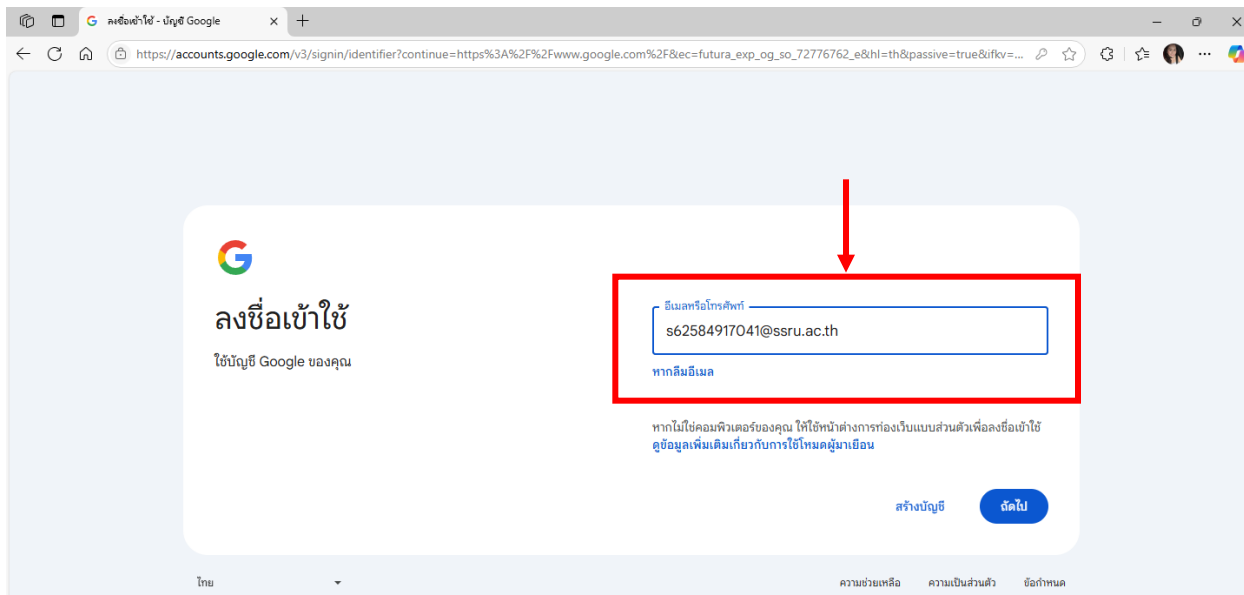 ลงชื่อเข้าใช้ - บัญชี Google
https://accounts.google.com/v3/signin/identifier?continue=https%3A%2F%2Fwww.google.com%2F&ec=futura_exp_og_so_72776762_e&hl=th&passive=true&ifkv=...
ลงชื่อเข้าใช้
ใช้บัญชี Google ของคุณ
อีเมลหรือโทรศัพท์
s62584917041@ssru.ac.th
หากลืมอีเมล
หากไม่ใช่คอมพิวเตอร์ของคุณ ให้ใช้หน้าต่างการท่องเว็บแบบส่วนตัวเพื่อลงชื่อเข้าใช้
ดูข้อมูลเพิ่มเติมเกี่ยวกับการใช้โหมดผู้มาเยือน
สร้างบัญชี
ถัดไป
ไทย
ความช่วยเหลือ ความเป็นส่วนตัว ข้อกำหนด